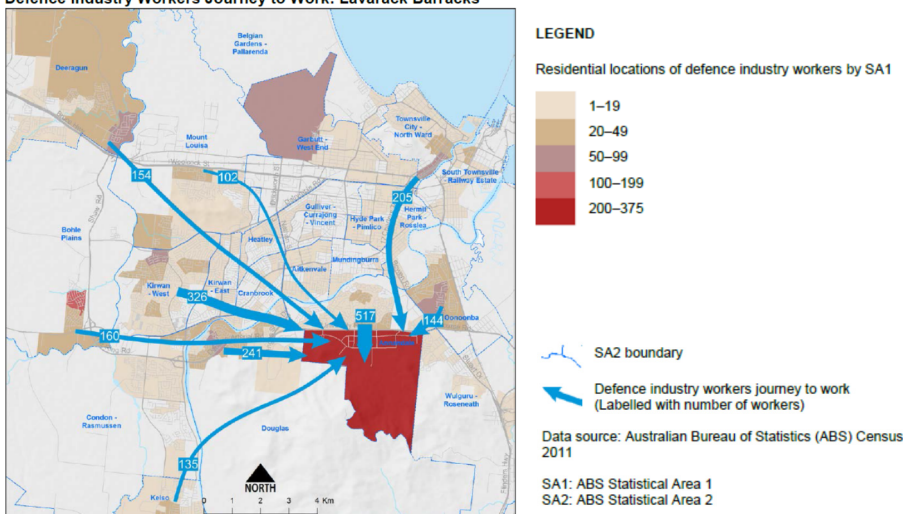 Defence Industry Workers Journey to Work: Lavarack Barracks
Belgian
Gardens -
Pallarenda
Deeragun
Mount
Louisa
Garbutt -
West End
Townsville
City -
North Ward
South Townsville
Railway Estate
154
102
205
Gulliver -
Currajong
- Vincent
Hyde Park
- Pimlico
Hermit
Park -
Rosslea
Bohle
Plains
Heatley
Mundingburra
Aitkenvale
Kirwan
- West
Kirwan
- East
Cranbrook
326
517
144
Oonoonba
160
241
Wulguru -
Roseneath
Condon -
Rasmussen
Douglas
135
Kelso
NORTH
0 1 2 3 4 Km
LEGEND
Residential locations of defence industry workers by SA1
1–19
20–49
50–99
100–199
200–375
SA2 boundary
Defence industry workers journey to work
(Labelled with number of workers)
Data source: Australian Bureau of Statistics (ABS) Census
2011
SA1: ABS Statistical Area 1
SA2: ABS Statistical Area 2